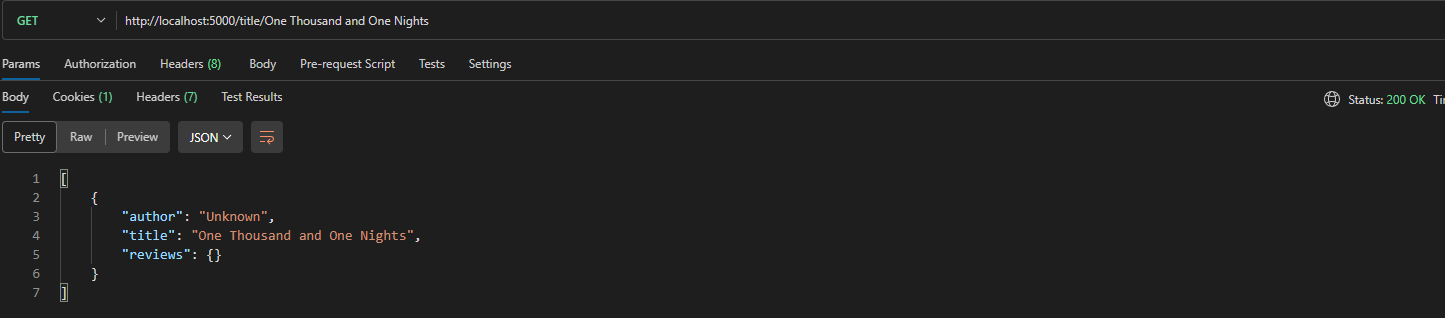 GET http://localhost:5000/title/One Thousand and One Nights
Params Authorization Headers (8) Body Pre-request Script Tests Settings
Body Cookies (1) Headers (7) Test Results Status: 200 OK
Pretty Raw Preview JSON
1 [
2 {
3 "author": "Unknown",
4 "title": "One Thousand and One Nights",
5 "reviews": {}
6 }
7 ]